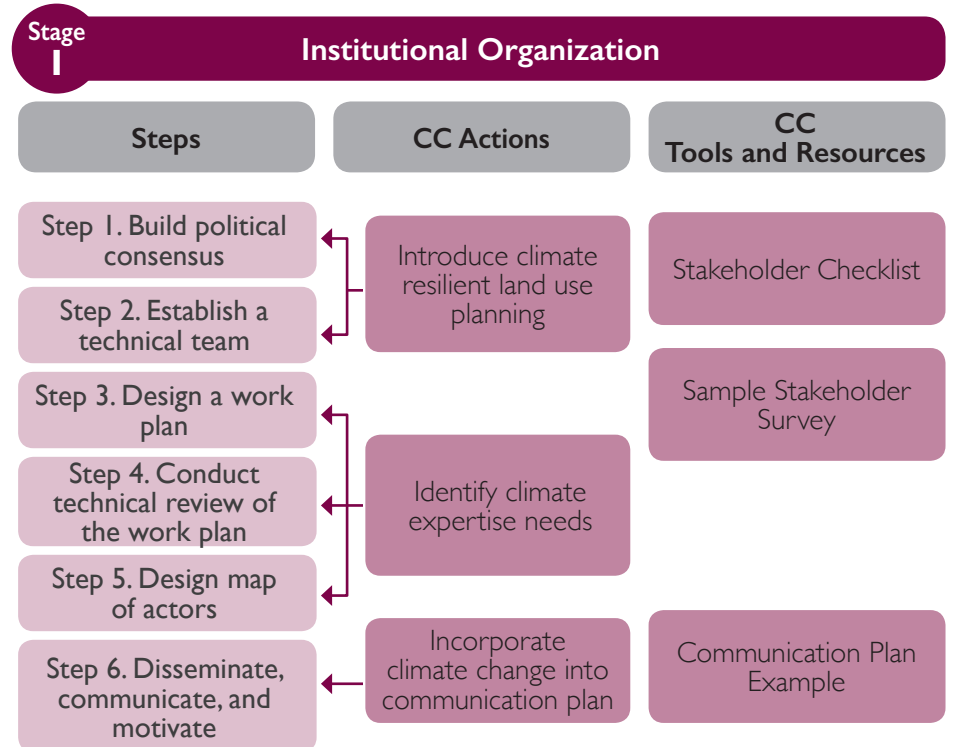 Stage
1
Institutional Organization
Steps
CC Actions
CC
Tools and Resources
Step 1. Build political
consensus
Step 2. Establish a
technical team
Step 3. Design a work
plan
Step 4. Conduct
technical review of
the work plan
Step 5. Design map
of actors
Step 6. Disseminate,
communicate, and
motivate
Introduce climate
resilient land use
planning
Identify climate
expertise needs
Incorporate
climate change into
communication plan
Stakeholder Checklist
Sample Stakeholder
Survey
Communication Plan
Example